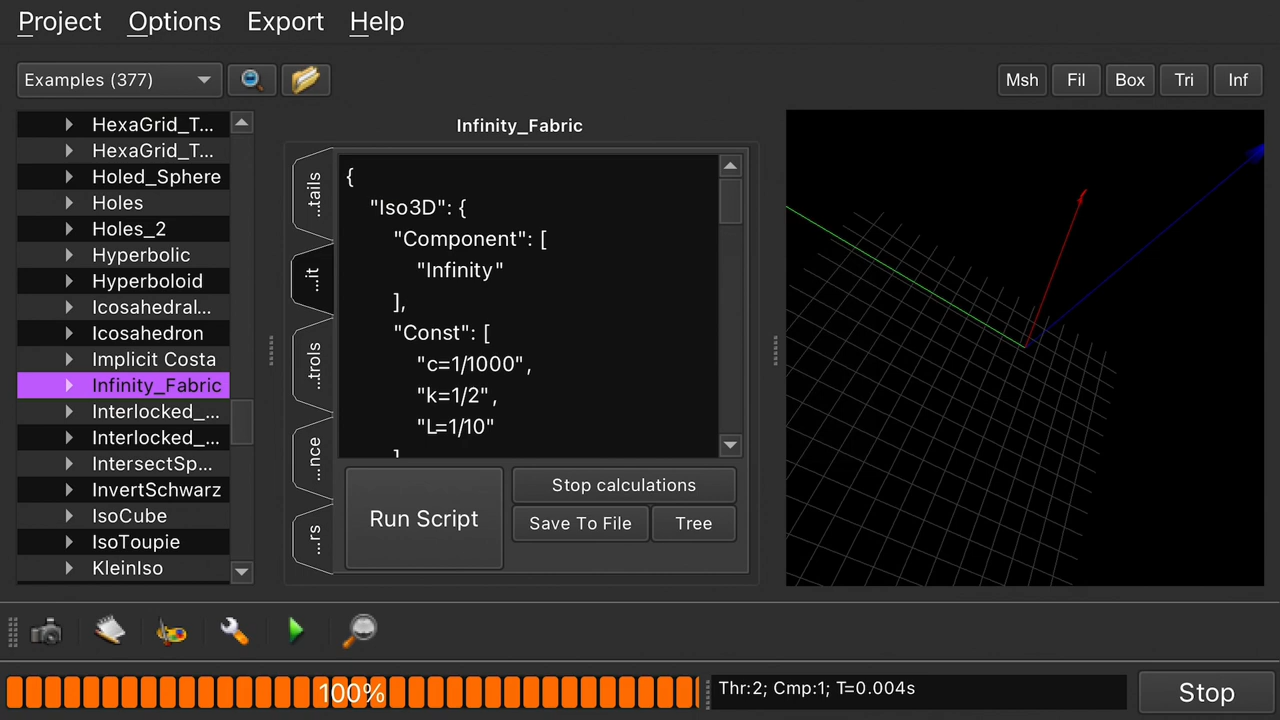 Project Options Export Help
Examples (377)
Msh Fil Box Tri Inf
HexaGrid_T...
HexaGrid_T...
Holed_Sphere
Holes
Holes_2
Hyperbolic
Hyperboloid
Icosahedral...
Icosahedron
Implicit Costa
Infinity_Fabric
Interlocked_...
Interlocked_...
IntersectSp...
InvertSchwarz
IsoCube
IsoToupie
KleinIso
Infinity_Fabric
...tails
...it
...trols
...nce
...rs
{
"Iso3D": {
"Component": [
"Infinity"
],
"Const": [
"c=1/1000",
"k=1/2",
"L=1/10"
]
Run Script
Stop calculations
Save To File
Tree
100%
Thr:2; Cmp:1; T=0.004s
Stop